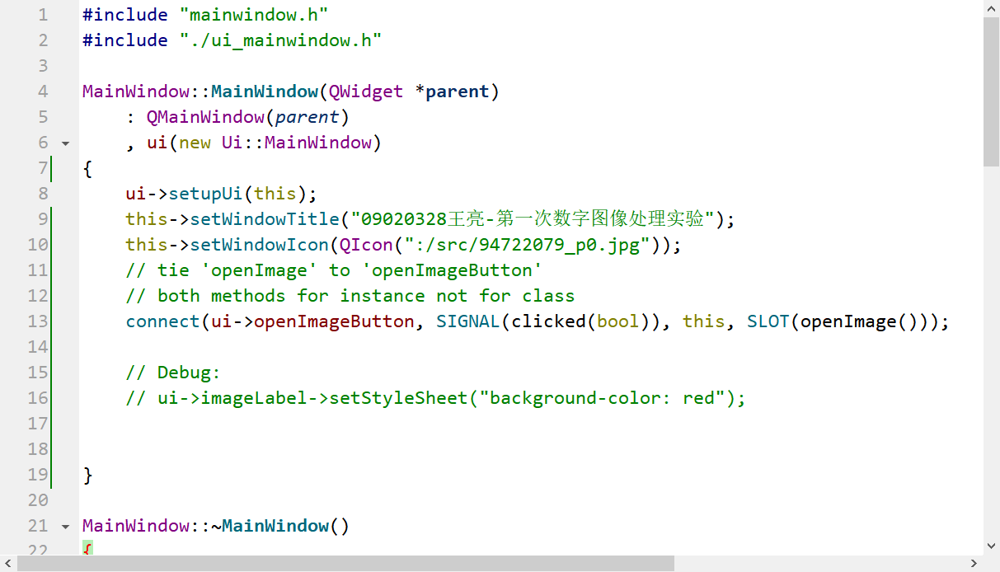 1 #include "mainwindow.h"
2 #include "./ui_mainwindow.h"
3
4 MainWindow::MainWindow(QWidget *parent)
5     : QMainWindow(parent)
6     , ui(new Ui::MainWindow)
7 {
8     ui->setupUi(this);
9     this->setWindowTitle("09020328王亮-第一次数字图像处理实验");
10     this->setWindowIcon(QIcon(":/src/94722079_p0.jpg"));
11     // tie 'openImage' to 'openImageButton'
12     // both methods for instance not for class
13     connect(ui->openImageButton, SIGNAL(clicked(bool)), this, SLOT(openImage()));
14
15     // Debug:
16     // ui->imageLabel->setStyleSheet("background-color: red");
17
18
19 }
20
21 MainWindow::~MainWindow()
22 {